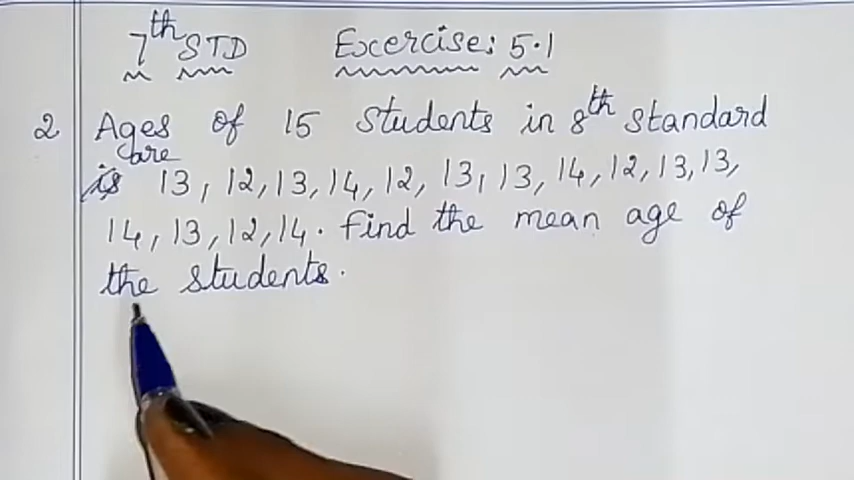 7th STD Exercise: 5.1
2 Ages of 15 students in 8th standard
are
is 13, 12, 13, 14, 12, 13, 13, 14, 12, 13, 13,
14, 13, 12, 14. Find the mean age of
the students.